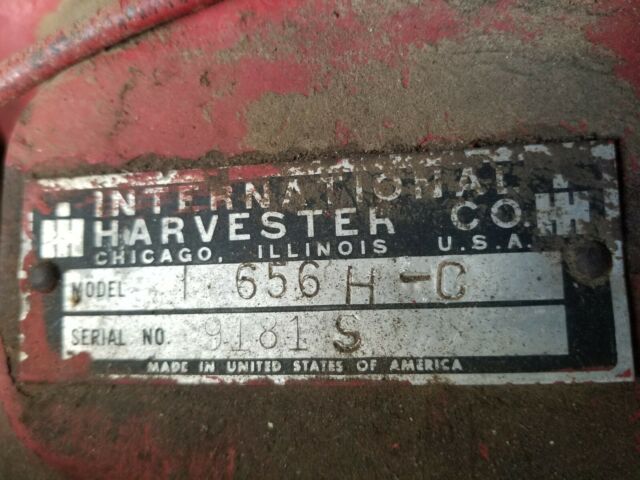 INTERNATIONAL
HARVESTER CO.
CHICAGO, ILLINOIS U.S.A.
MODEL I 656 H-C
SERIAL NO. 9181 S
MADE IN UNITED STATES OF AMERICA